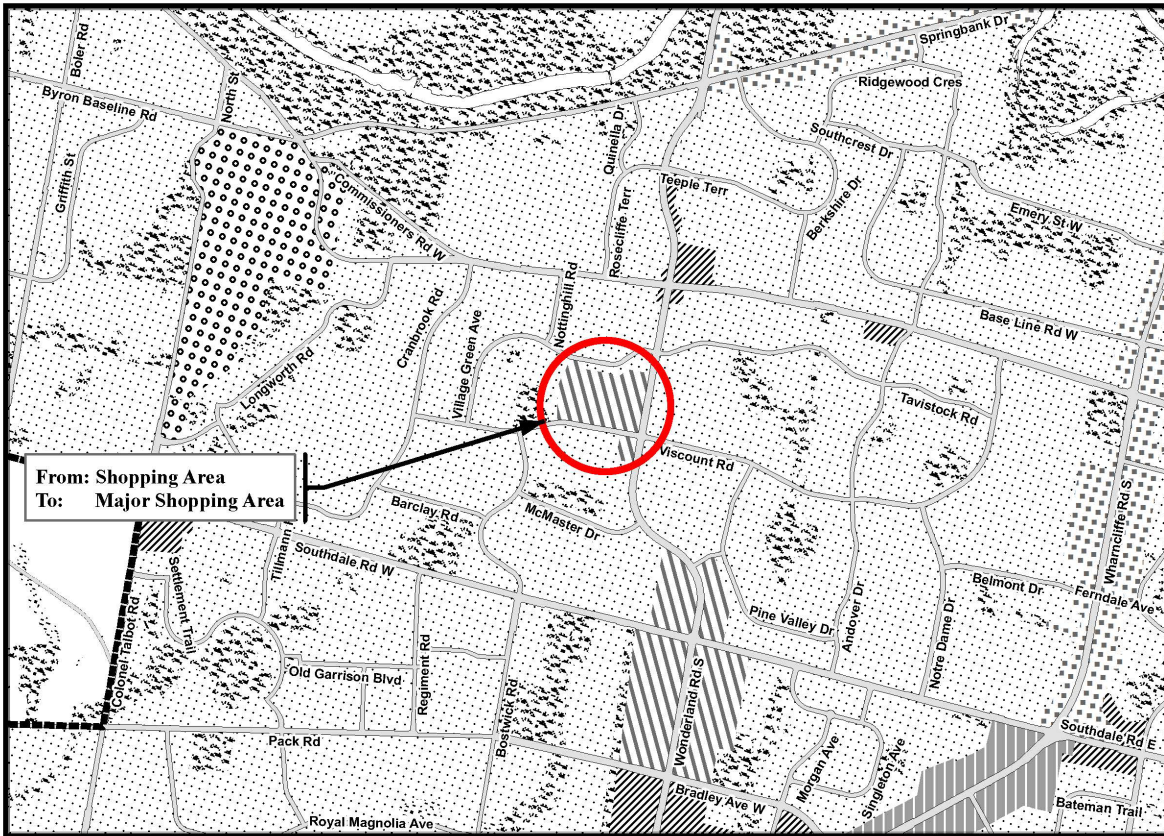 Springbank Dr
Boler Rd
Ridgewood Cres
Byron Baseline Rd
North St
Quinella Dr
Southcrest Dr
Griffith St
Commissioners Rd W
Teeple Terr
Berkshire Dr
Emery St W
Rosecliffe Terr
Nottinghill Rd
Cranbrook Rd
Village Green Ave
Base Line Rd W
Longworth Rd
Tavistock Rd
Viscount Rd
From: Shopping Area
To: Major Shopping Area
Barclay Rd
McMaster Dr
Wharncliffe Rd S
Tillmann
Southdale Rd W
Settlement Trail
Colonel Talbot Rd
Belmont Dr
Ferndale Ave
Pine Valley Dr
Andover Dr
Notre Dame Dr
Old Garrison Blvd
Regiment Rd
Bostwick Rd
Wonderland Rd S
Pack Rd
Southdale Rd E
Morgan Ave
Singleton Ave
Bradley Ave W
Bateman Trail
Royal Magnolia Ave